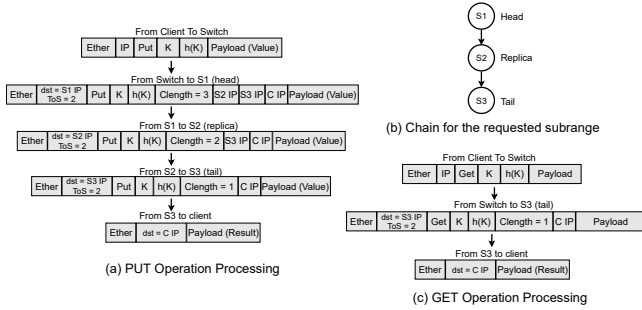 From Client To Switch
Ether IP Put K h(K) Payload (Value)
From Switch to S1 (head)
Ether dst = S1 IP ToS = 2 Put K h(K) Clength = 3 S2 IP S3 IP C IP Payload (Value)
From S1 to S2 (replica)
Ether dst = S2 IP ToS = 2 Put K h(K) Clength = 2 S3 IP C IP Payload (Value)
From S2 to S3 (tail)
Ether dst = S3 IP ToS = 2 Put K h(K) Clength = 1 C IP Payload (Value)
From S3 to client
Ether dst = C IP Payload (Result)
(a) PUT Operation Processing
S1 Head
S2 Replica
S3 Tail
(b) Chain for the requested subrange
From Client To Switch
Ether IP Get K h(K) Payload
From Switch to S3 (tail)
Ether dst = S3 IP ToS = 2 Get K h(K) Clength = 1 C IP Payload
From S3 to client
Ether dst = C IP Payload (Result)
(c) GET Operation Processing